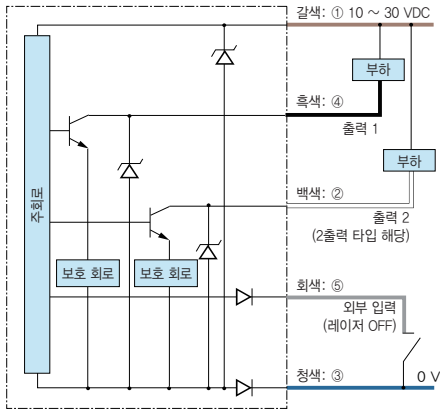 갈색: ① 10 ~ 30 VDC
부하
흑색: ④
출력 1
부하
백색: ②
출력 2
(2출력 타입 해당)
주회로
보호 회로
보호 회로
회색: ⑤
외부 입력
(레이저 OFF)
청색: ③
0 V